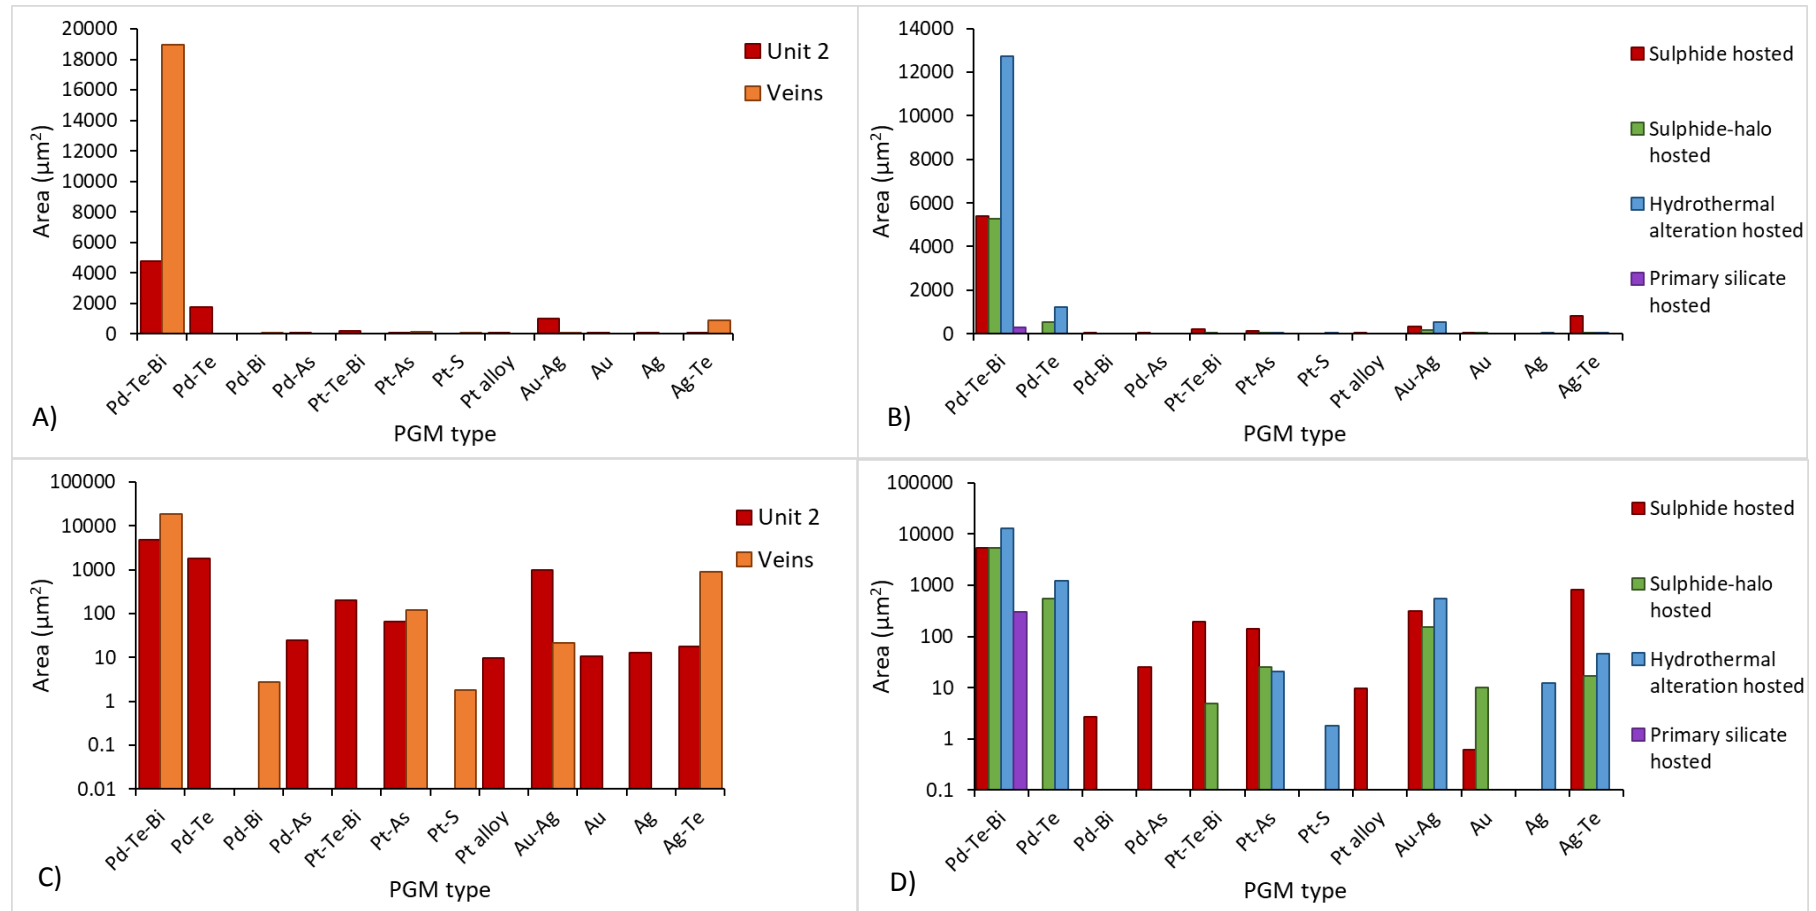 20000
18000
16000
14000
12000
10000
8000
6000
4000
2000
0
Area (µm²)
Pd-Te-Bi
Pd-Te
Pd-Bi
Pd-As
Pt-Te-Bi
Pt-As
Pt-S
Pt alloy
Au-Ag
Au
Ag
Ag-Te
PGM type
Unit 2
Veins
A)
14000
12000
10000
8000
6000
4000
2000
0
Area (µm²)
Pd-Te-Bi
Pd-Te
Pd-Bi
Pd-As
Pt-Te-Bi
Pt-As
Pt-S
Pt alloy
Au-Ag
Au
Ag
Ag-Te
PGM type
Sulphide hosted
Sulphide-halo
hosted
Hydrothermal
alteration hosted
Primary silicate
hosted
B)
100000
10000
1000
100
10
1
0.1
0.01
Area (µm²)
Pd-Te-Bi
Pd-Te
Pd-Bi
Pd-As
Pt-Te-Bi
Pt-As
Pt-S
Pt alloy
Au-Ag
Au
Ag
Ag-Te
PGM type
Unit 2
Veins
C)
100000
10000
1000
100
10
1
0.1
Area (µm²)
Pd-Te-Bi
Pd-Te
Pd-Bi
Pd-As
Pt-Te-Bi
Pt-As
Pt-S
Pt alloy
Au-Ag
Au
Ag
Ag-Te
PGM type
Sulphide hosted
Sulphide-halo
hosted
Hydrothermal
alteration hosted
Primary silicate
hosted
D)